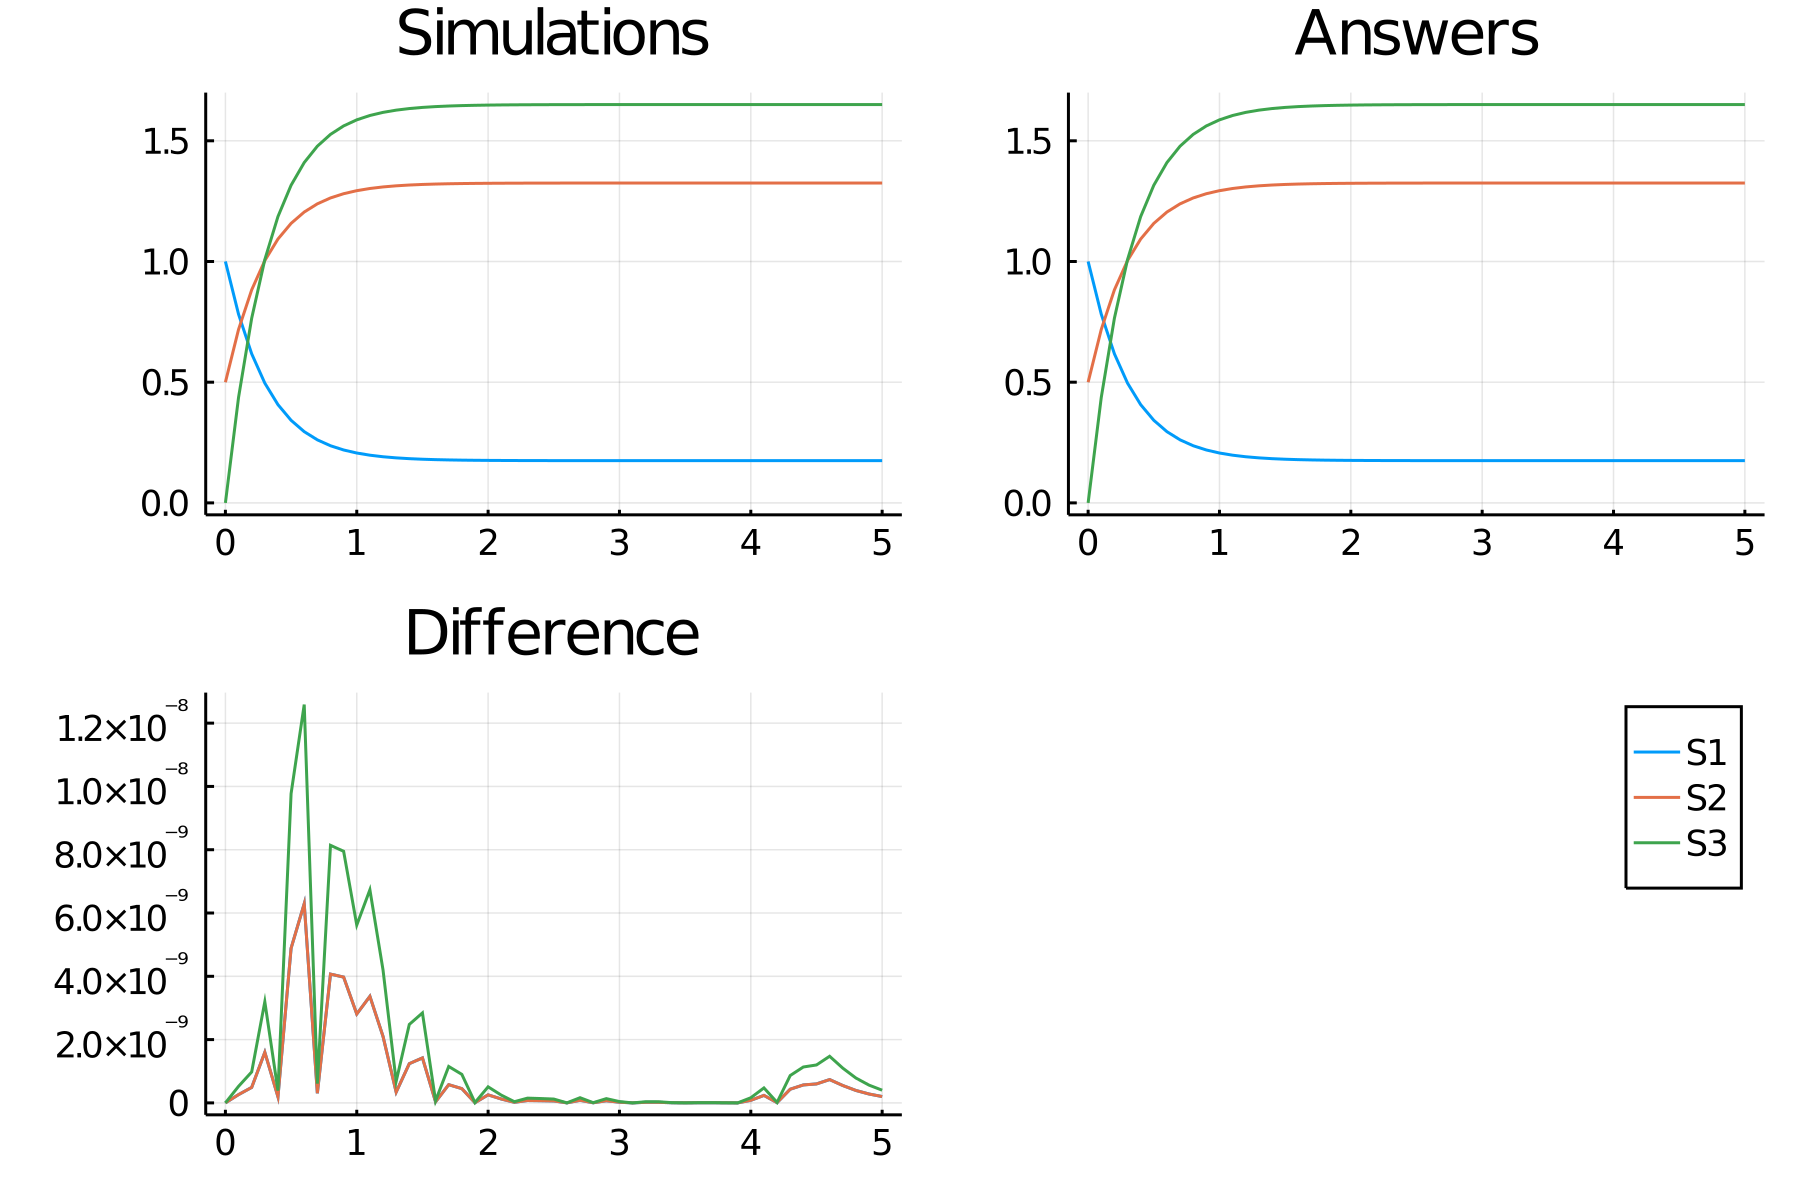 Simulations
1.5
1.0
0.5
0.0
0 1 2 3 4 5
Answers
1.5
1.0
0.5
0.0
0 1 2 3 4 5
Difference
1.2×10⁻⁸
1.0×10⁻⁸
8.0×10⁻⁹
6.0×10⁻⁹
4.0×10⁻⁹
2.0×10⁻⁹
0
0 1 2 3 4 5
S1
S2
S3